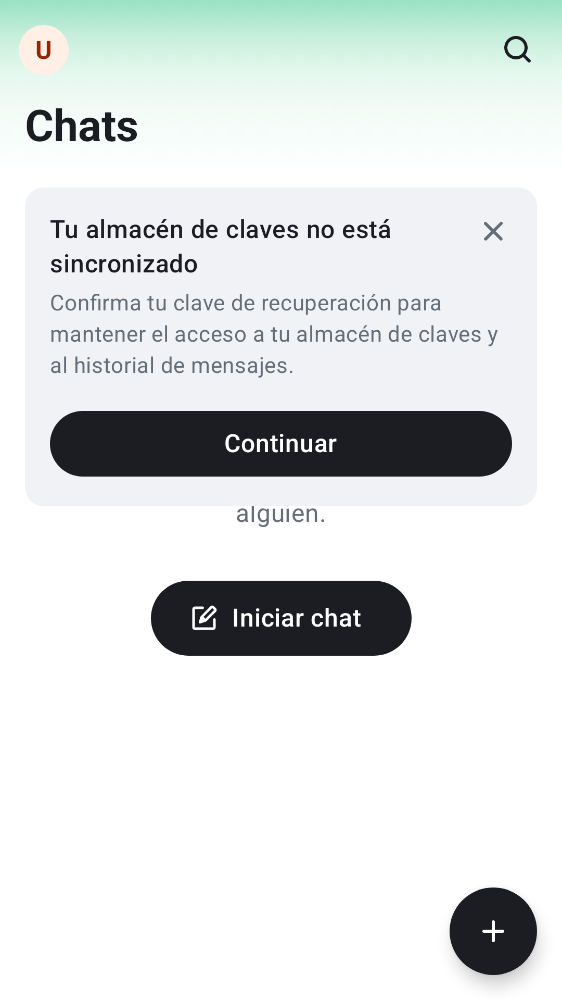 U
Chats
Tu almacén de claves no está
sincronizado
Confirma tu clave de recuperación para
mantener el acceso a tu almacén de claves y
al historial de mensajes.
Continuar
alguien.
Iniciar chat